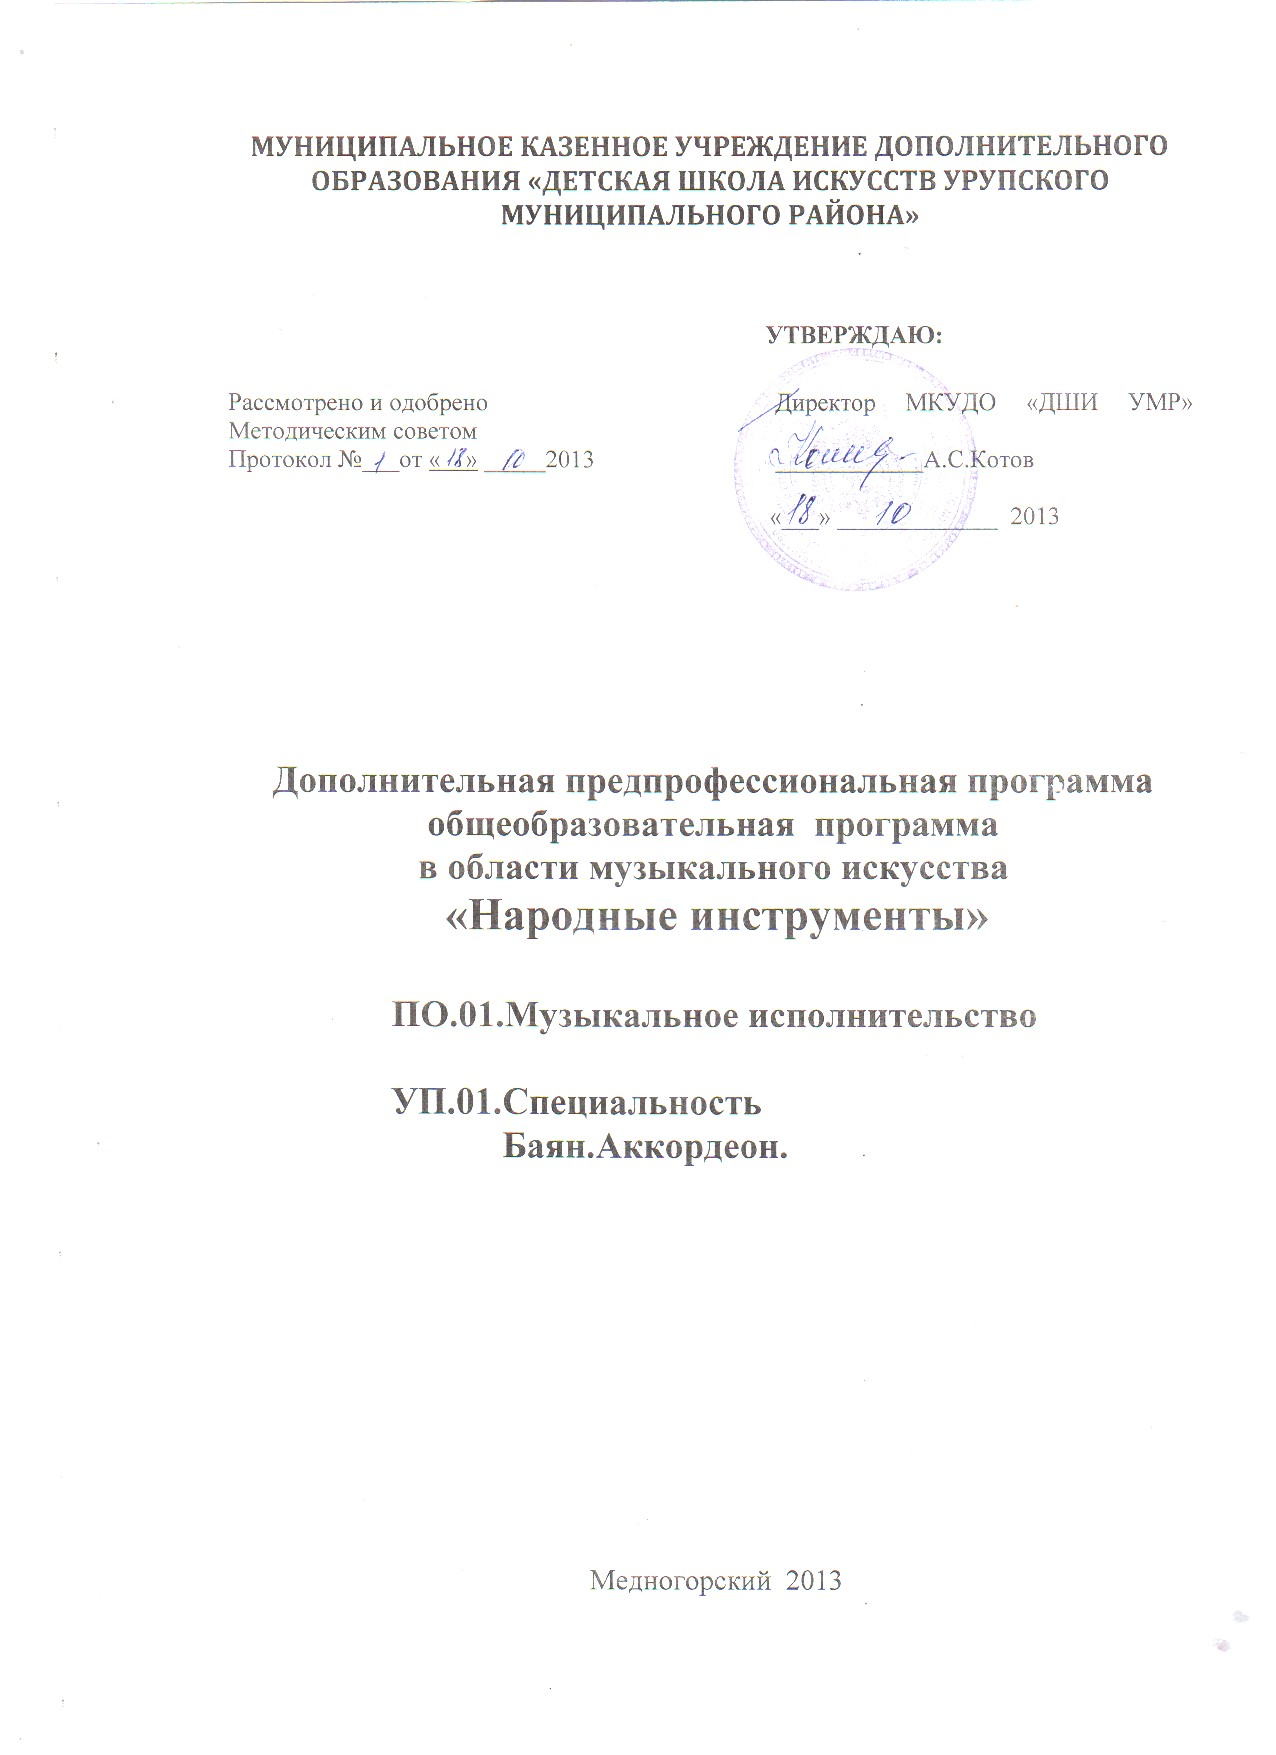 МУНИЦИПАЛЬНОЕ КАЗЕННОЕ УЧРЕЖДЕНИЕ ДОПОЛНИТЕЛЬНОГО
ОБРАЗОВАНИЯ «ДЕТСКАЯ ШКОЛА ИСКУССТВ УРУПСКОГО
МУНИЦИПАЛЬНОГО РАЙОНА»
УТВЕРЖДАЮ:
Рассмотрено и одобрено
Методическим советом
Протокол № 1 от «18» 10 2013
Директор МКУДО «ДШИ УМР»
А.С.Котов
«18» 10 2013
Дополнительная предпрофессиональная программа
общеобразовательная программа
в области музыкального искусства
«Народные инструменты»
ПО.01.Музыкальное исполнительство
УП.01.Специальность
Баян.Аккордеон.
Медногорский 2013